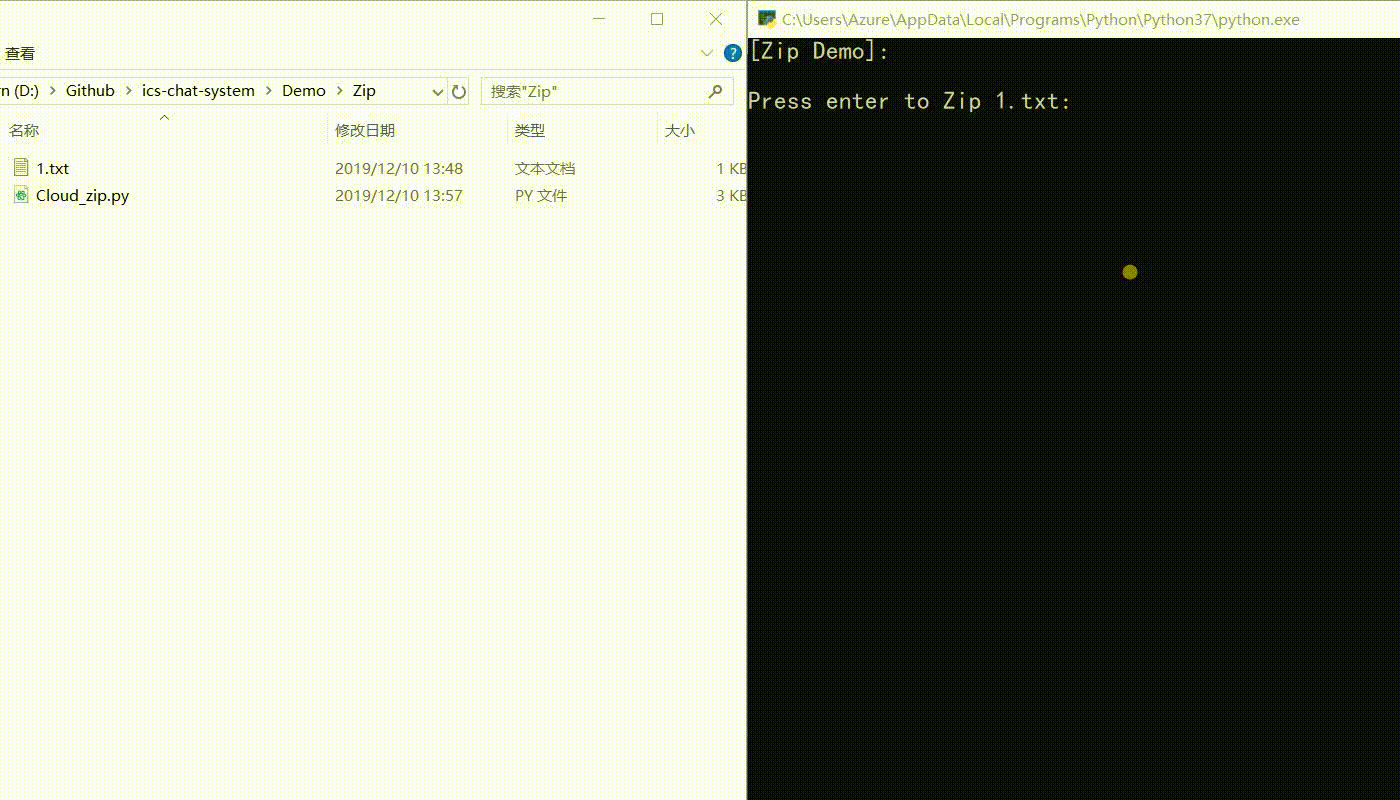 查看
?
rn (D:) > Github > ics-chat-system > Demo > Zip
搜索"Zip"
名称 修改日期 类型 大小
1.txt 2019/12/10 13:48 文本文档 1 KB
Cloud_zip.py 2019/12/10 13:57 PY 文件 3 KB
C:\Users\Azure\AppData\Local\Programs\Python\Python37\python.exe
[Zip Demo]:
Press enter to Zip 1.txt: